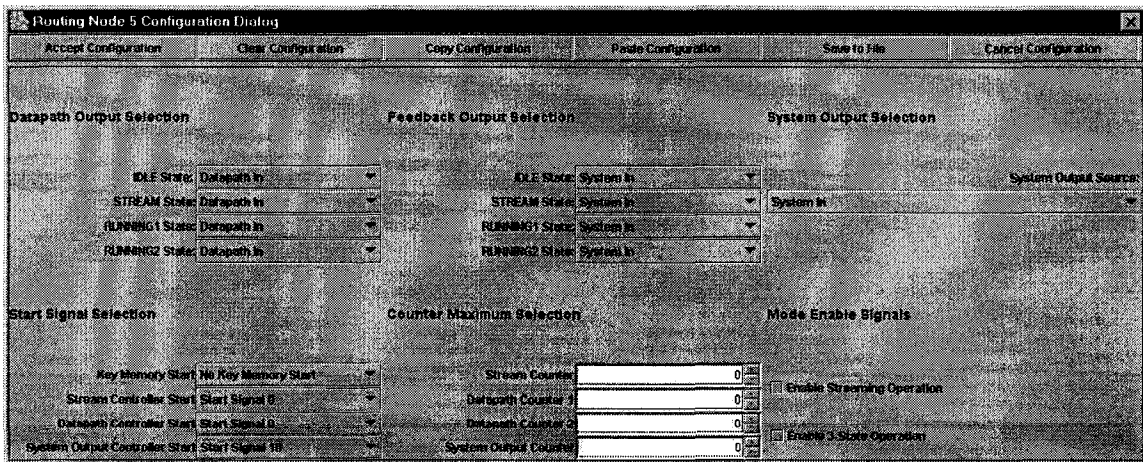 Routing Node 5 Configuration Dialog
Accept Configuration Clear Configuration Copy Configuration Paste Configuration Save to File Cancel Configuration
Datapath Output Selection Feedback Output Selection System Output Selection
IDLE State: Datapath In IDLE State: System In System Output Source:
STREAM State: Datapath In STREAM State: System In System In
RUNNING1 State: Datapath In RUNNING1 State: System In
RUNNING2 State: Datapath In RUNNING2 State: System In
Start Signal Selection Counter Maximum Selection Mode Enable Signals
Key Memory Start No Key Memory Start Stream Counter 0
Enable Streaming Operation
Stream Controller Start Start Signal 0 Datapath Counter 1 0
Datapath Controller Start Start Signal 0 Datapath Counter 2 0
Enable 3-State Operation
System Output Controller Start Start Signal 10 System Output Counter 0